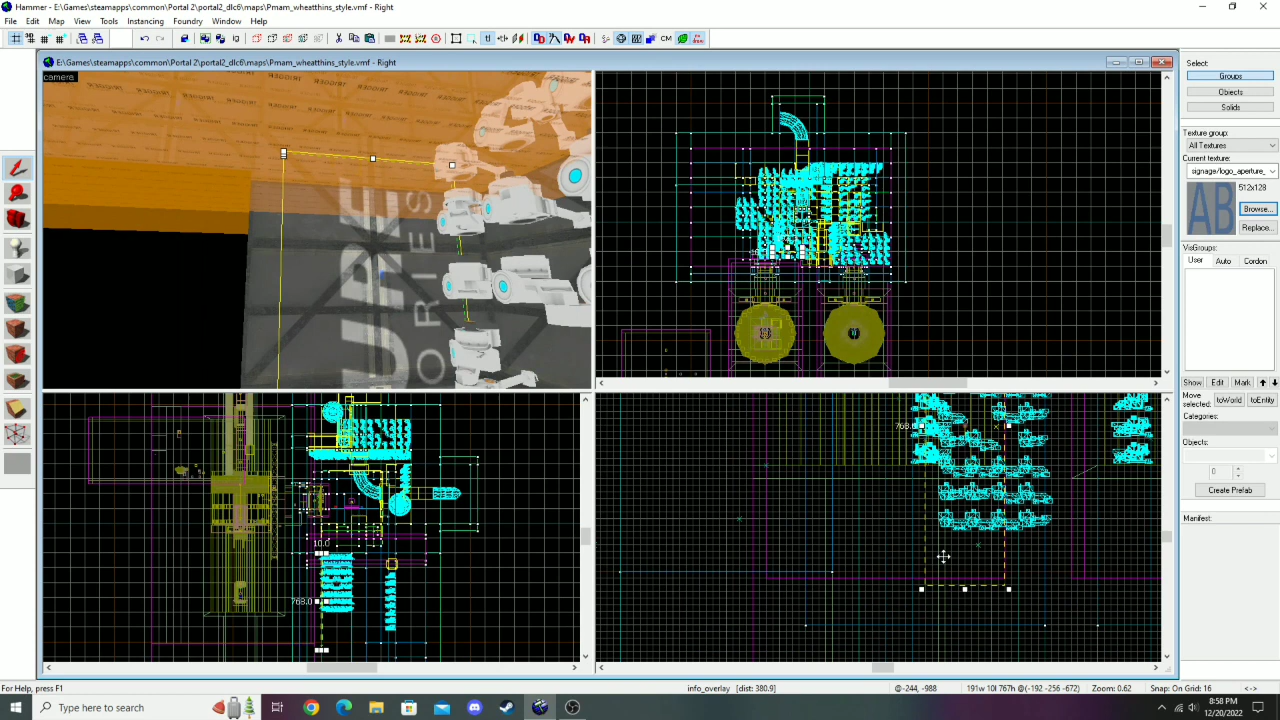 Hammer - E:\Games\steamapps\common\Portal 2\portal2_dlc6\maps\Pmam_wheatthins_style.vmf - Right
File Edit Map View Tools Instancing Foundry Window Help
E:\Games\steamapps\common\Portal 2\portal2_dlc6\maps\Pmam_wheatthins_style.vmf - Right
camera
URE
ORIES
10.0
768.0
768.0
Select:
Groups
Objects
Solids
Texture group:
All Textures
Current texture:
signage/logo_aperture_
512x128
AB
Browse...
Replace...
VisGroups:
User Auto Cordon
Show Edit Mark
Move selected: toWorld toEntity
Categories:
Objects:
0
Create Prefab
Manifest:
For Help, press F1
info_overlay [dist: 380.9]
@-244, -988
191w 10l 767h @(-192 -256 -672)
Zoom: 0.62
Snap: On Grid: 16
<->
Type here to search
8:58 PM
12/20/2022